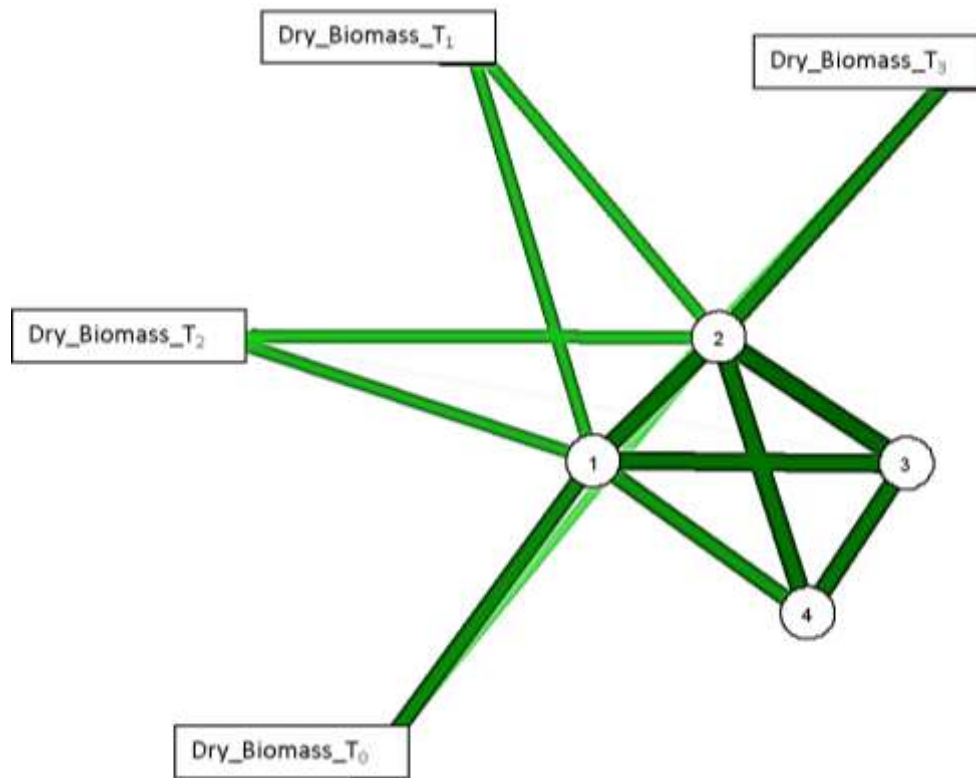 Dry_Biomass_T₁
Dry_Biomass_T₃
Dry_Biomass_T₂
2
1
3
4
Dry_Biomass_T₀